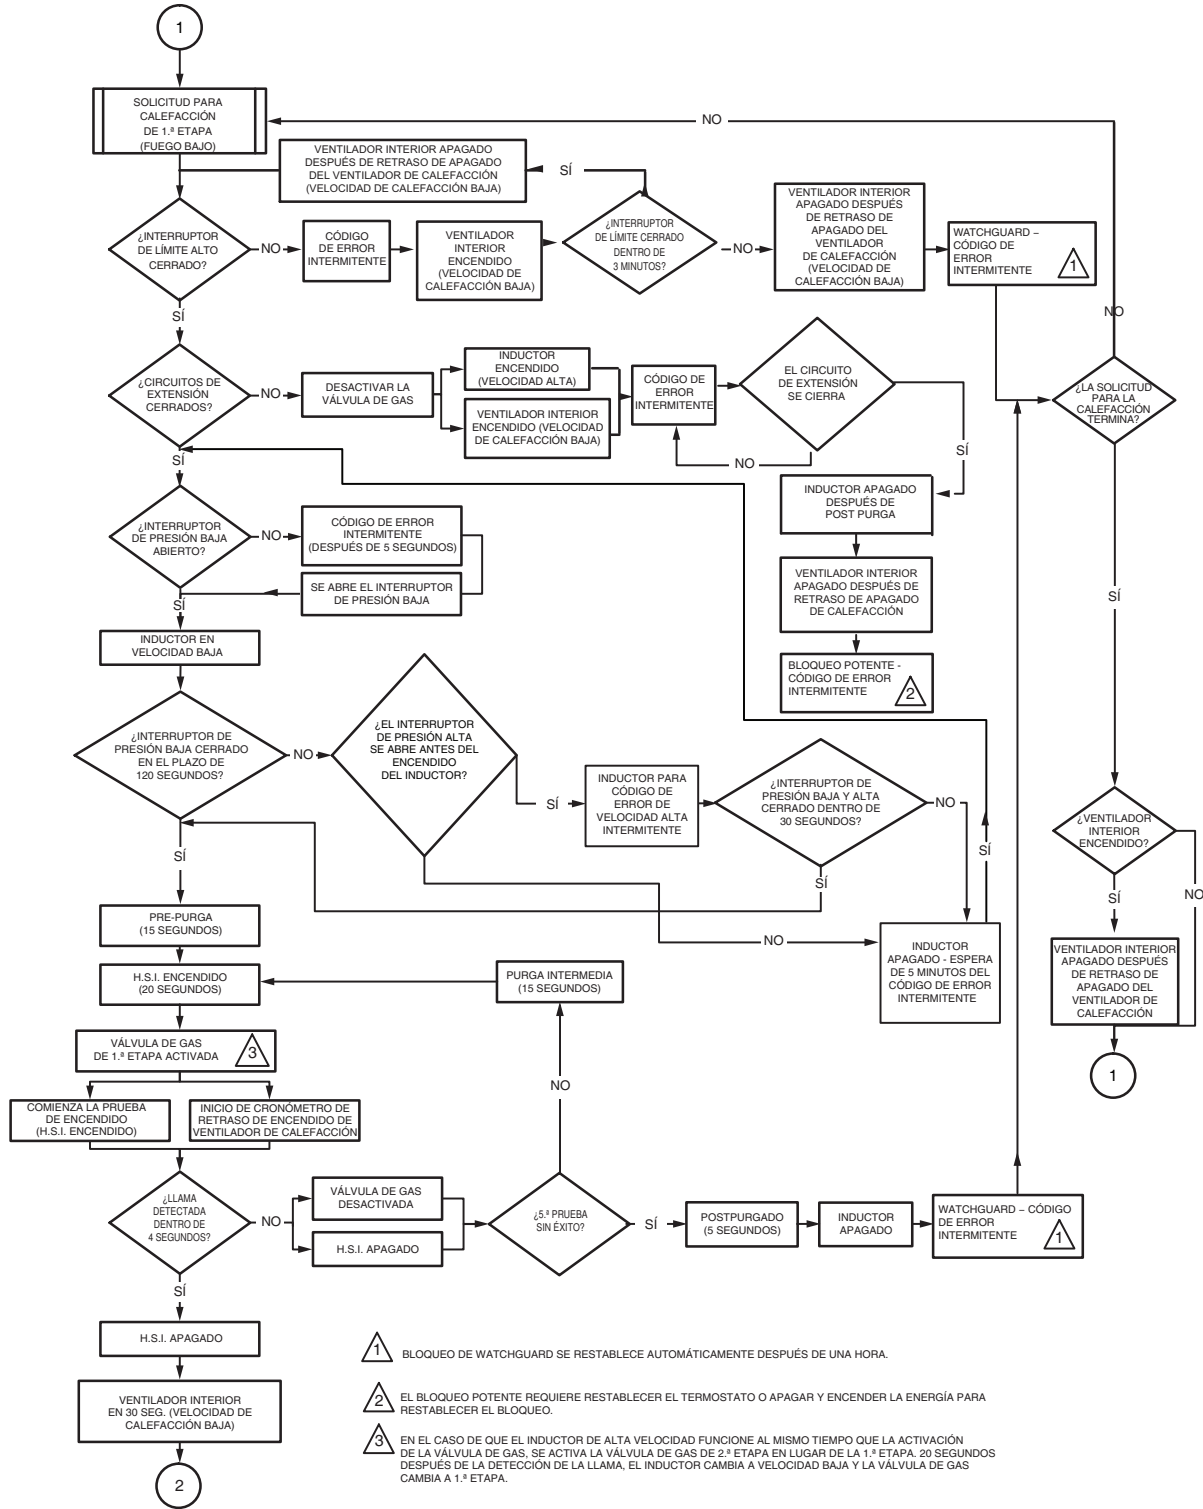 1
SOLICITUD PARA
CALEFACCIÓN
DE 1.ª ETAPA
(FUEGO BAJO)
NO
VENTILADOR INTERIOR APAGADO
DESPUÉS DE RETRASO DE APAGADO
DEL VENTILADOR DE CALEFACCIÓN
(VELOCIDAD DE CALEFACCIÓN BAJA)
SÍ
¿INTERRUPTOR
DE LÍMITE ALTO
CERRADO?
NO
CÓDIGO
DE ERROR
INTERMITENTE
VENTILADOR
INTERIOR
ENCENDIDO
(VELOCIDAD DE
CALEFACCIÓN BAJA)
¿INTERRUPTOR
DE LÍMITE CERRADO
DENTRO DE
3 MINUTOS?
NO
VENTILADOR INTERIOR
APAGADO DESPUÉS
DE RETRASO DE
APAGADO DEL
VENTILADOR
DE CALEFACCIÓN
(VELOCIDAD DE
CALEFACCIÓN BAJA)
WATCHGUARD –
CÓDIGO DE
ERROR
INTERMITENTE
1
NO
SÍ
¿CIRCUITOS DE
EXTENSIÓN
CERRADOS?
NO
DESACTIVAR LA
VÁLVULA DE GAS
INDUCTOR
ENCENDIDO
(VELOCIDAD ALTA)
VENTILADOR INTERIOR
ENCENDIDO (VELOCIDAD
DE CALEFACCIÓN BAJA)
CÓDIGO DE
ERROR
INTERMITENTE
EL CIRCUITO
DE EXTENSIÓN
SE CIERRA
NO
SÍ
¿LA SOLICITUD
PARA LA
CALEFACCIÓN
TERMINA?
SÍ
¿INTERRUPTOR
DE PRESIÓN BAJA
ABIERTO?
NO
CÓDIGO DE ERROR
INTERMITENTE
(DESPUÉS DE 5 SEGUNDOS)
SE ABRE EL INTERRUPTOR
DE PRESIÓN BAJA
SÍ
INDUCTOR APAGADO
DESPUÉS DE
POST PURGA
VENTILADOR INTERIOR
APAGADO DESPUÉS DE
RETRASO DE APAGADO
DE CALEFACCIÓN
BLOQUEO POTENTE -
CÓDIGO DE ERROR
INTERMITENTE
2
SÍ
INDUCTOR EN
VELOCIDAD BAJA
¿INTERRUPTOR DE
PRESIÓN BAJA CERRADO
EN EL PLAZO DE
120 SEGUNDOS?
NO
¿EL INTERRUPTOR
DE PRESIÓN ALTA
SE ABRE ANTES DEL
ENCENDIDO
DEL INDUCTOR?
SÍ
INDUCTOR PARA
CÓDIGO DE
ERROR DE
VELOCIDAD ALTA
INTERMITENTE
¿INTERRUPTOR DE
PRESIÓN BAJA Y ALTA
CERRADO DENTRO DE
30 SEGUNDOS?
NO
SÍ
SÍ
SÍ
NO
INDUCTOR
APAGADO - ESPERA
DE 5 MINUTOS DEL
CÓDIGO DE ERROR
INTERMITENTE
¿VENTILADOR
INTERIOR
ENCENDIDO?
SÍ
NO
VENTILADOR INTERIOR
APAGADO DESPUÉS
DE RETRASO DE
APAGADO DEL
VENTILADOR DE
CALEFACCIÓN
1
PRE-PURGA
(15 SEGUNDOS)
H.S.I. ENCENDIDO
(20 SEGUNDOS)
PURGA INTERMEDIA
(15 SEGUNDOS)
VÁLVULA DE GAS
DE 1.ª ETAPA ACTIVADA
3
COMIENZA LA PRUEBA
DE ENCENDIDO
(H.S.I. ENCENDIDO)
INICIO DE CRONÓMETRO DE
RETRASO DE ENCENDIDO DE
VENTILADOR DE CALEFACCIÓN
NO
¿LLAMA
DETECTADA
DENTRO DE
4 SEGUNDOS?
NO
VÁLVULA DE GAS
DESACTIVADA
H.S.I. APAGADO
¿5.ª PRUEBA
SIN ÉXITO?
SÍ
POSTPURGADO
(5 SEGUNDOS)
INDUCTOR
APAGADO
WATCHGUARD – CÓDIGO
DE ERROR
INTERMITENTE
1
SÍ
H.S.I. APAGADO
VENTILADOR INTERIOR
EN 30 SEG. (VELOCIDAD DE
CALEFACCIÓN BAJA)
2
1 BLOQUEO DE WATCHGUARD SE RESTABLECE AUTOMÁTICAMENTE DESPUÉS DE UNA HORA.
2 EL BLOQUEO POTENTE REQUIERE RESTABLECER EL TERMOSTATO O APAGAR Y ENCENDER LA ENERGÍA PARA
RESTABLECER EL BLOQUEO.
3 EN EL CASO DE QUE EL INDUCTOR DE ALTA VELOCIDAD FUNCIONE AL MISMO TIEMPO QUE LA ACTIVACIÓN
DE LA VÁLVULA DE GAS, SE ACTIVA LA VÁLVULA DE GAS DE 2.ª ETAPA EN LUGAR DE LA 1.ª ETAPA. 20 SEGUNDOS
DESPUÉS DE LA DETECCIÓN DE LA LLAMA, EL INDUCTOR CAMBIA A VELOCIDAD BAJA Y LA VÁLVULA DE GAS
CAMBIA A 1.ª ETAPA.